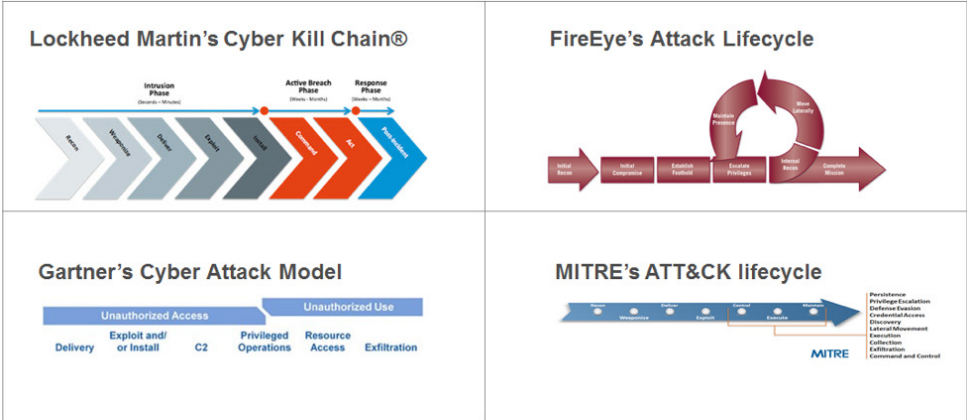 Lockheed Martin's Cyber Kill Chain®
Intrusion
Phase
(Seconds – Minutes)
Active Breach
Phase
(Weeks - Months)
Response
Phase
(Weeks – Months)
Recon
Weaponize
Deliver
Exploit
Install
Command
Act
Post-incident
FireEye's Attack Lifecycle
Maintain
Presence
Move
Laterally
Initial
Recon
Initial
Compromise
Establish
Foothold
Escalate
Privileges
Internal
Recon
Complete
Mission
Gartner's Cyber Attack Model
Unauthorized Access
Unauthorized Use
Delivery
Exploit and/
or Install
C2
Privileged
Operations
Resource
Access
Exfiltration
MITRE's ATT&CK lifecycle
Recon
Weaponize
Deliver
Exploit
Control
Execute
Maintain
Persistence
Privilege Escalation
Defense Evasion
Credential Access
Discovery
Lateral Movement
Execution
Collection
Exfiltration
Command and Control
MITRE